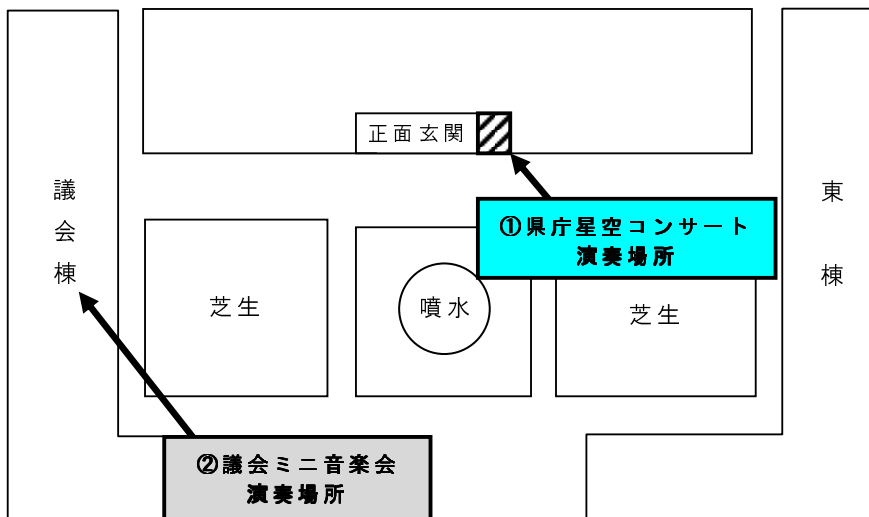 正面玄関
①県庁星空コンサート
演奏場所
議会棟
東棟
芝生
噴水
芝生
②議会ミニ音楽会
演奏場所